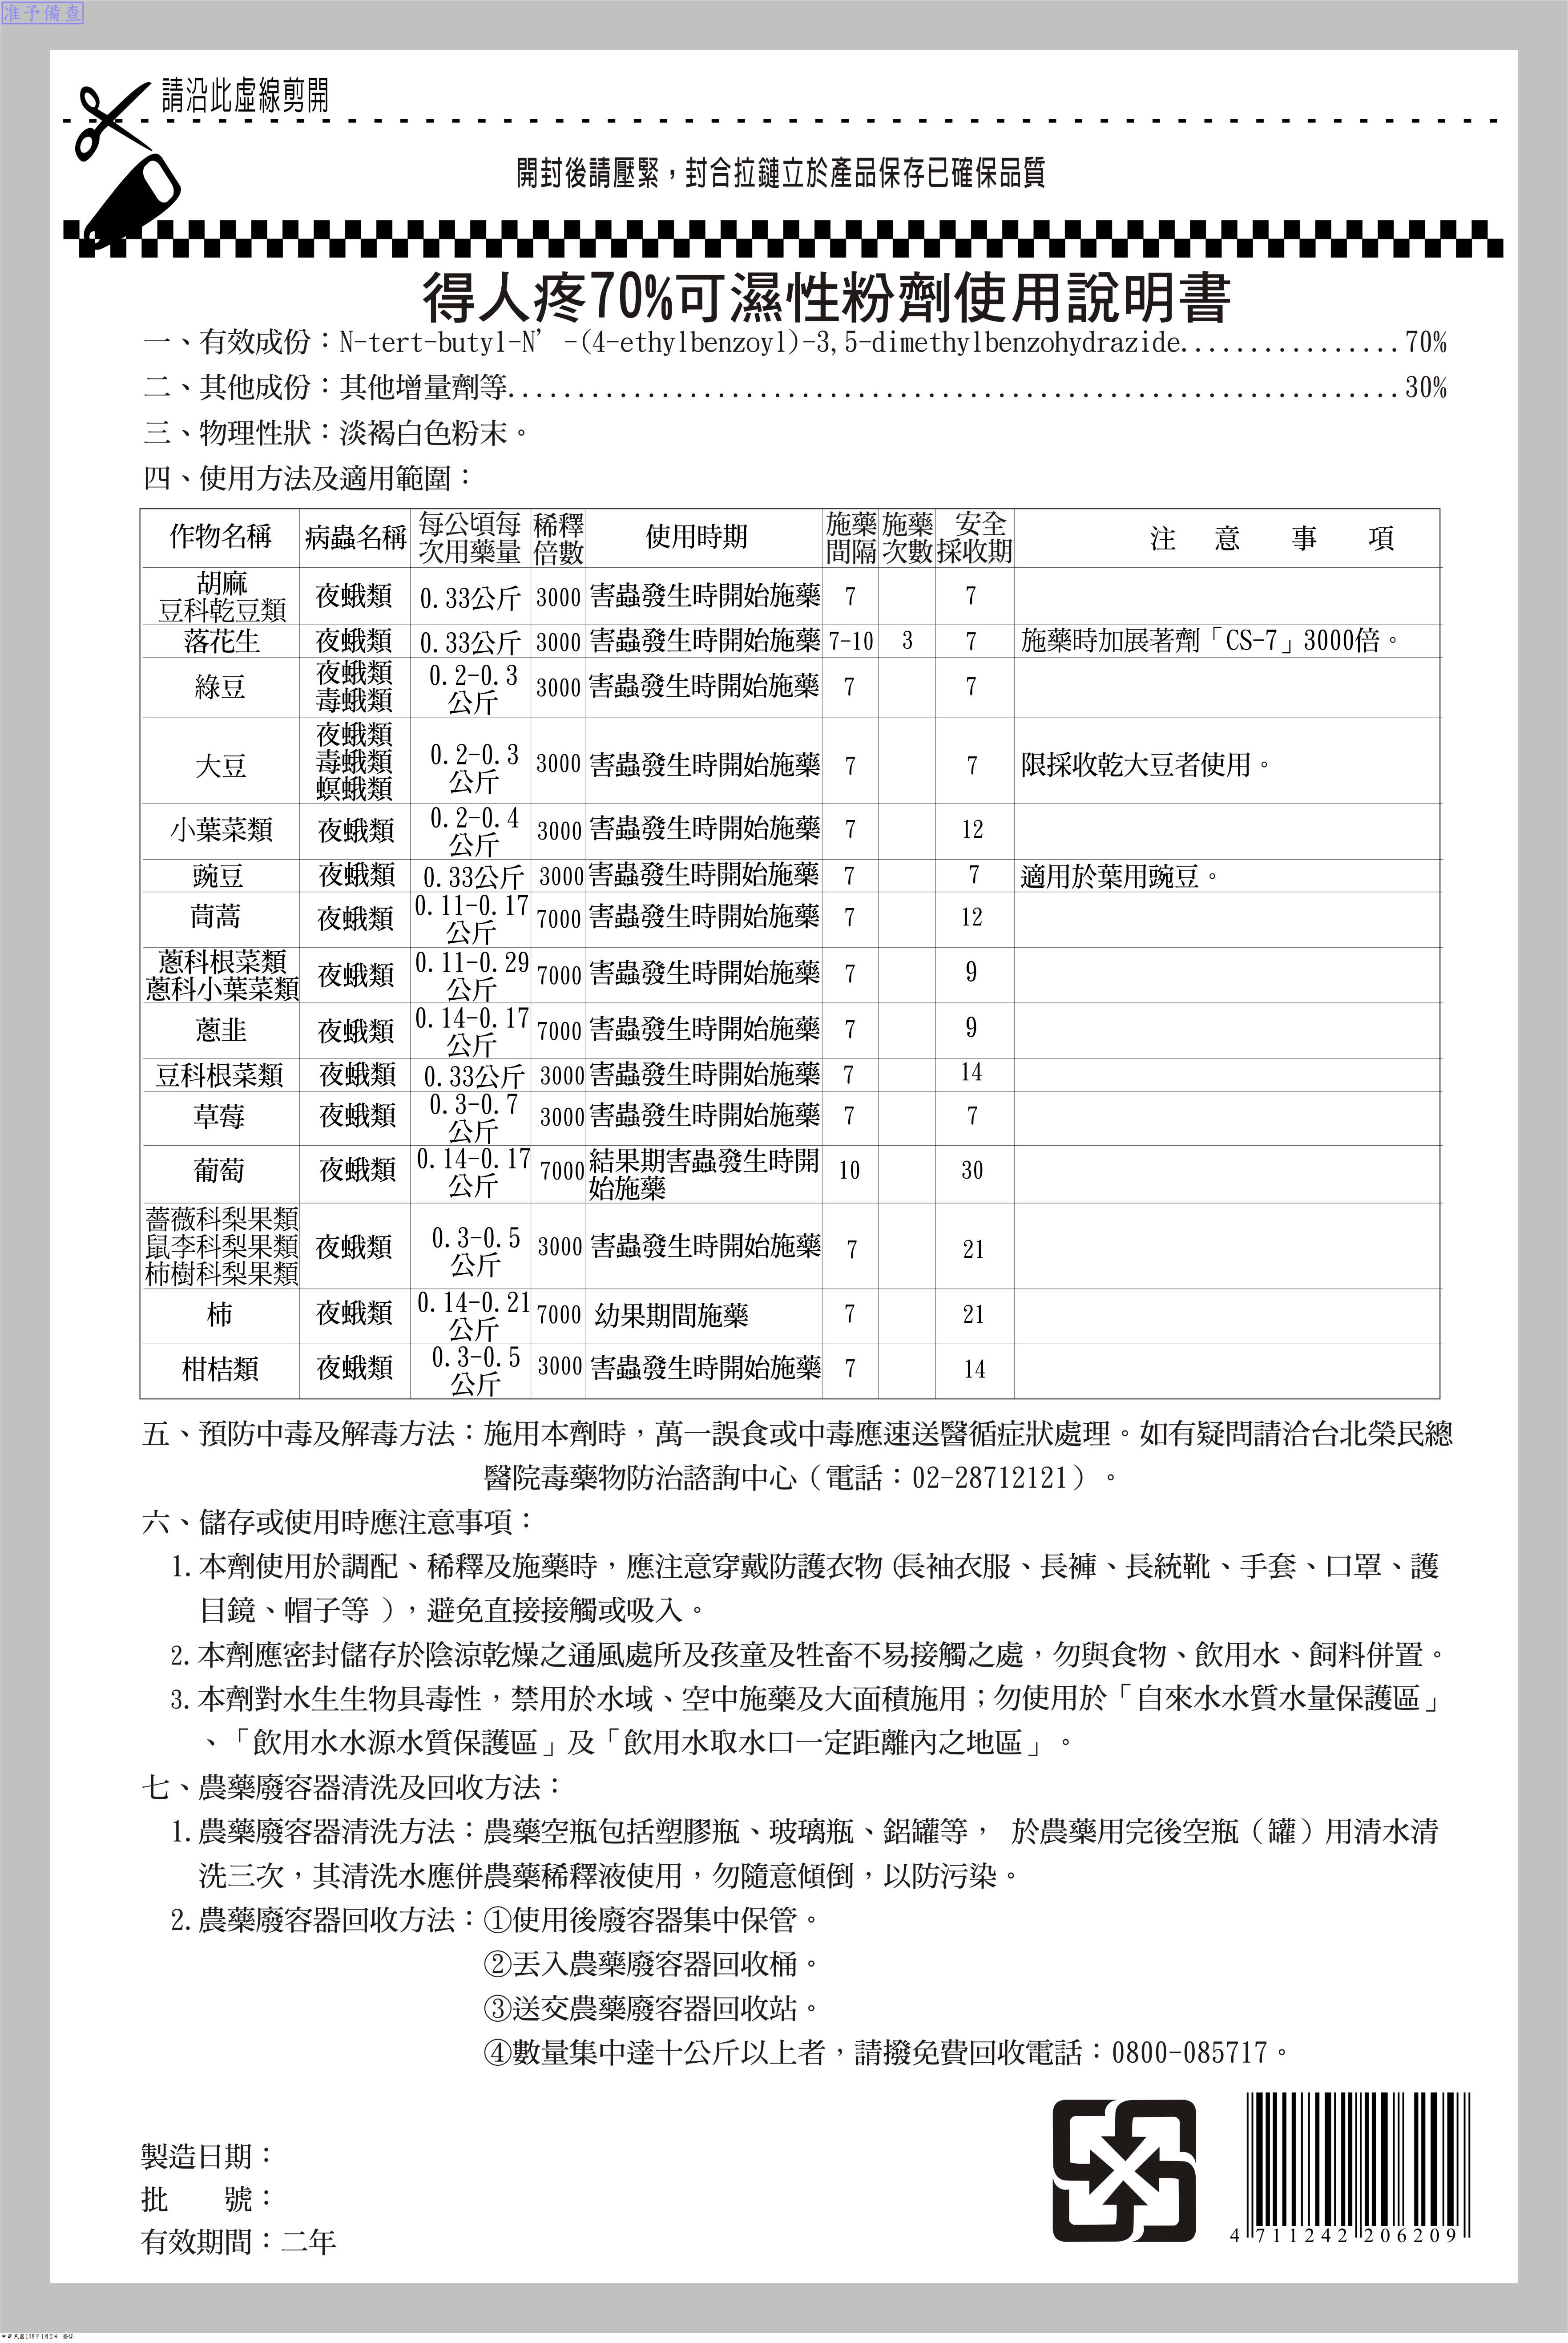 准予備查
請沿此虛線剪開
開封後請壓緊，封合拉鏈立於產品保存已確保品質
得人疼70%可濕性粉劑使用說明書
一、有效成份：N-tert-butyl-N’-(4-ethylbenzoyl)-3,5-dimethylbenzohydrazide................70%
二、其他成份：其他增量劑等................................................................30%
三、物理性狀：淡褐白色粉末。
四、使用方法及適用範圍：
作物名稱 病蟲名稱 每公頃每次用藥量 稀釋倍數 使用時期 施藥間隔 施藥次數 安全採收期 注意事項
胡麻 豆科乾豆類 夜蛾類 0.33公斤 3000 害蟲發生時開始施藥 7 7
落花生 夜蛾類 0.33公斤 3000 害蟲發生時開始施藥 7-10 3 7 施藥時加展著劑「CS-7」3000倍。
綠豆 夜蛾類 毒蛾類 0.2-0.3公斤 3000 害蟲發生時開始施藥 7 7
大豆 夜蛾類 毒蛾類 螟蛾類 0.2-0.3公斤 3000 害蟲發生時開始施藥 7 7 限採收乾大豆者使用。
小葉菜類 夜蛾類 0.2-0.4公斤 3000 害蟲發生時開始施藥 7 12
豌豆 夜蛾類 0.33公斤 3000 害蟲發生時開始施藥 7 7 適用於葉用豌豆。
茼蒿 夜蛾類 0.11-0.17公斤 7000 害蟲發生時開始施藥 7 12
蔥科根菜類 蔥科小葉菜類 夜蛾類 0.11-0.29公斤 7000 害蟲發生時開始施藥 7 9
蔥韭 夜蛾類 0.14-0.17公斤 7000 害蟲發生時開始施藥 7 9
豆科根菜類 夜蛾類 0.33公斤 3000 害蟲發生時開始施藥 7 14
草莓 夜蛾類 0.3-0.7公斤 3000 害蟲發生時開始施藥 7 7
葡萄 夜蛾類 0.14-0.17公斤 7000 結果期害蟲發生時開始施藥 10 30
薔薇科梨果類 鼠李科梨果類 柿樹科梨果類 夜蛾類 0.3-0.5公斤 3000 害蟲發生時開始施藥 7 21
柿 夜蛾類 0.14-0.21公斤 7000 幼果期間施藥 7 21
柑桔類 夜蛾類 0.3-0.5公斤 3000 害蟲發生時開始施藥 7 14
五、預防中毒及解毒方法：施用本劑時，萬一誤食或中毒應速送醫循症狀處理。如有疑問請洽台北榮民總
醫院毒藥物防治諮詢中心（電話：02-28712121）。
六、儲存或使用時應注意事項：
1.本劑使用於調配、稀釋及施藥時，應注意穿戴防護衣物(長袖衣服、長褲、長統靴、手套、口罩、護
目鏡、帽子等)，避免直接接觸或吸入。
2.本劑應密封儲存於陰涼乾燥之通風處所及孩童及牲畜不易接觸之處，勿與食物、飲用水、飼料併置。
3.本劑對水生生物具毒性，禁用於水域、空中施藥及大面積施用；勿使用於「自來水水質水量保護區」
、「飲用水水源水質保護區」及「飲用水取水口一定距離內之地區」。
七、農藥廢容器清洗及回收方法：
1.農藥廢容器清洗方法：農藥空瓶包括塑膠瓶、玻璃瓶、鋁罐等， 於農藥用完後空瓶（罐）用清水清
洗三次，其清洗水應併農藥稀釋液使用，勿隨意傾倒，以防污染。
2.農藥廢容器回收方法：①使用後廢容器集中保管。
②丟入農藥廢容器回收桶。
③送交農藥廢容器回收站。
④數量集中達十公斤以上者，請撥免費回收電話：0800-085717。
製造日期：
批　　號：
有效期間：二年
4 711242 206209
中華民國108年1月2日